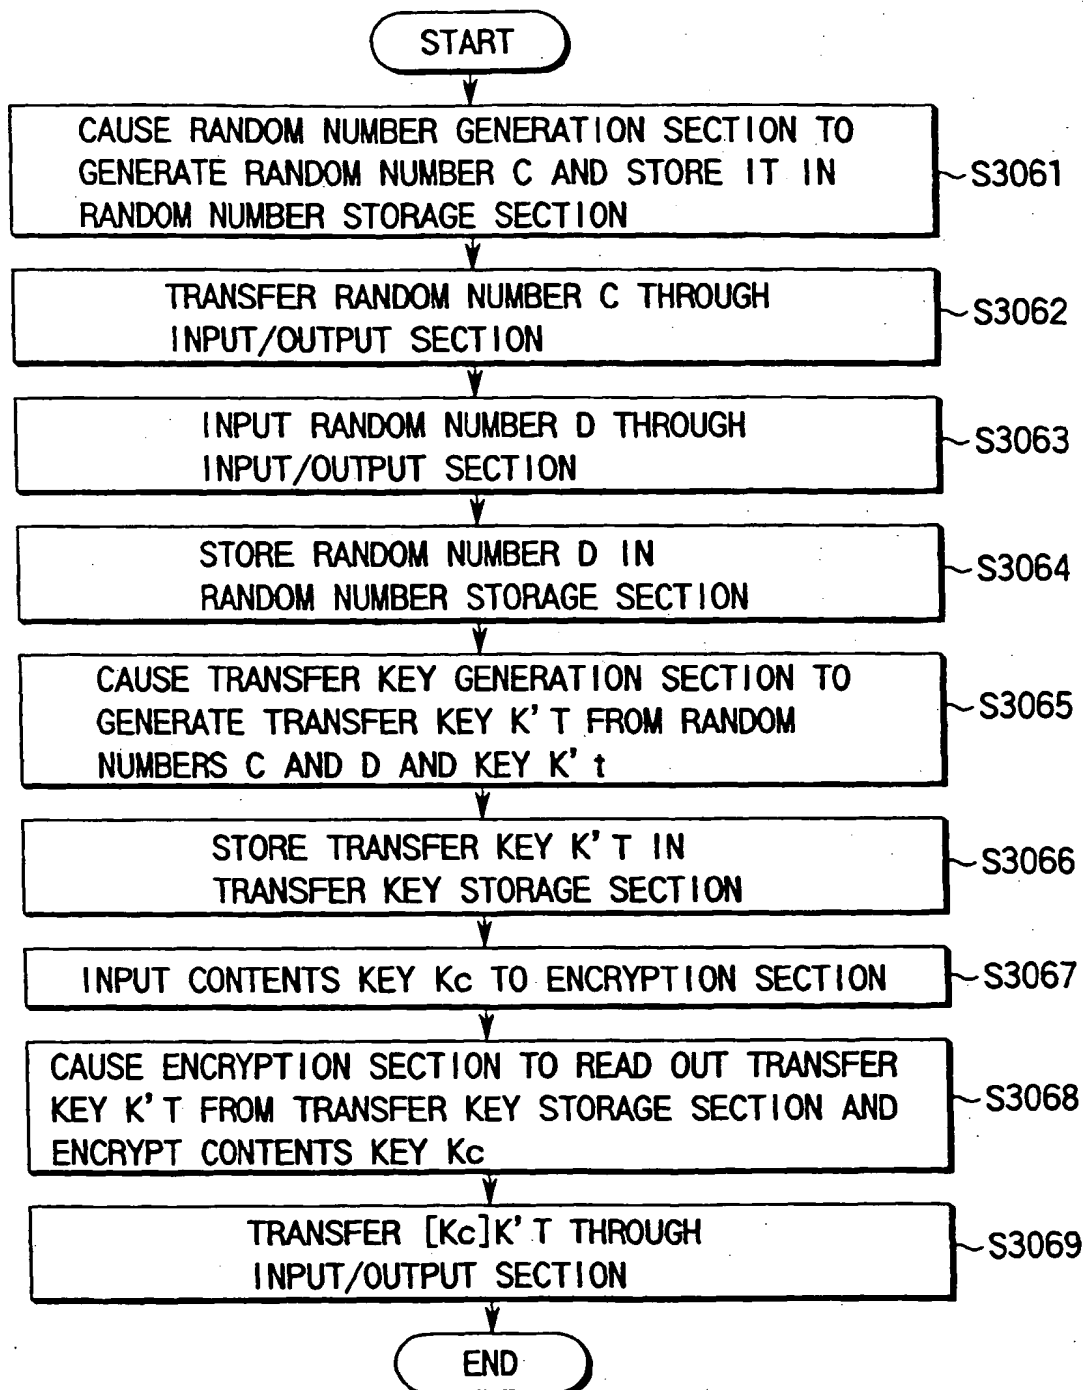 START
CAUSE RANDOM NUMBER GENERATION SECTION TO
GENERATE RANDOM NUMBER C AND STORE IT IN
RANDOM NUMBER STORAGE SECTION
S3061
TRANSFER RANDOM NUMBER C THROUGH
INPUT/OUTPUT SECTION
S3062
INPUT RANDOM NUMBER D THROUGH
INPUT/OUTPUT SECTION
S3063
STORE RANDOM NUMBER D IN
RANDOM NUMBER STORAGE SECTION
S3064
CAUSE TRANSFER KEY GENERATION SECTION TO
GENERATE TRANSFER KEY K'T FROM RANDOM
NUMBERS C AND D AND KEY K't
S3065
STORE TRANSFER KEY K'T IN
TRANSFER KEY STORAGE SECTION
S3066
INPUT CONTENTS KEY Kc TO ENCRYPTION SECTION
S3067
CAUSE ENCRYPTION SECTION TO READ OUT TRANSFER
KEY K'T FROM TRANSFER KEY STORAGE SECTION AND
ENCRYPT CONTENTS KEY Kc
S3068
TRANSFER [Kc]K'T THROUGH
INPUT/OUTPUT SECTION
S3069
END